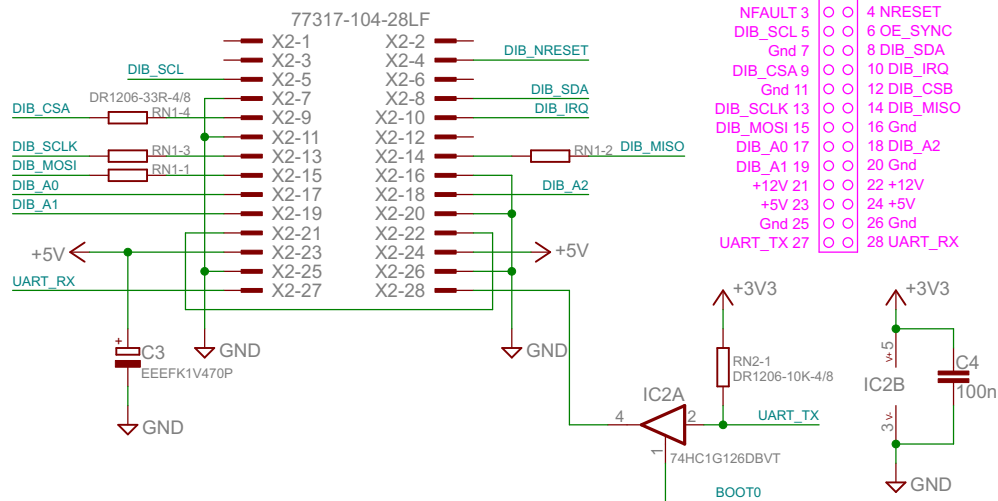 77317-104-28LF
X2-1
X2-3
X2-5
X2-7
X2-9
X2-11
X2-13
X2-15
X2-17
X2-19
X2-21
X2-23
X2-25
X2-27
X2-2
X2-4
X2-6
X2-8
X2-10
X2-12
X2-14
X2-16
X2-18
X2-20
X2-22
X2-24
X2-26
X2-28
DIB_SCL
DR1206-33R-4/8
DIB_CSA
RN1-4
DIB_SCLK
RN1-3
DIB_MOSI
RN1-1
DIB_A0
DIB_A1
+5V
UART_RX
DIB_NRESET
DIB_SDA
DIB_IRQ
RN1-2
DIB_MISO
DIB_A2
+5V
GND
GND
+
C3
EEEFK1V470P
GND
NFAULT 3
4 NRESET
DIB_SCL 5
6 OE_SYNC
Gnd 7
8 DIB_SDA
DIB_CSA 9
10 DIB_IRQ
Gnd 11
12 DIB_CSB
DIB_SCLK 13
14 DIB_MISO
DIB_MOSI 15
16 Gnd
DIB_A0 17
18 DIB_A2
DIB_A1 19
20 Gnd
+12V 21
22 +12V
+5V 23
24 +5V
Gnd 25
26 Gnd
UART_TX 27
28 UART_RX
+3V3
RN2-1
DR1206-10K-4/8
IC2A
4
2
1
74HC1G126DBVT
UART_TX
BOOT0
+3V3
V+
5
IC2B
3
V-
C4
100n
GND